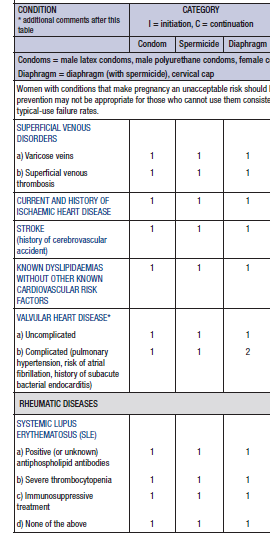 CONDITION
* additional comments after this
table
CATEGORY
I = initiation, C = continuation
Condom Spermicide Diaphragm
Condoms = male latex condoms, male polyurethane condoms, female c
Diaphragm = diaphragm (with spermicide), cervical cap
Women with conditions that make pregnancy an unacceptable risk should
prevention may not be appropriate for those who cannot use them consiste
typical-use failure rates.
SUPERFICIAL VENOUS
DISORDERS
a) Varicose veins 1 1 1
b) Superficial venous 1 1 1
thrombosis
CURRENT AND HISTORY OF 1 1 1
ISCHAEMIC HEART DISEASE
STROKE 1 1 1
(history of cerebrovascular
accident)
KNOWN DYSLIPIDAEMIAS 1 1 1
WITHOUT OTHER KNOWN
CARDIOVASCULAR RISK
FACTORS
VALVULAR HEART DISEASE*
a) Uncomplicated 1 1 1
b) Complicated (pulmonary 1 1 2
hypertension, risk of atrial
fibrillation, history of subacute
bacterial endocarditis)
RHEUMATIC DISEASES
SYSTEMIC LUPUS
ERYTHEMATOSUS (SLE)
a) Positive (or unknown) 1 1 1
antiphospholipid antibodies
b) Severe thrombocytopenia 1 1 1
c) Immunosuppressive 1 1 1
treatment
d) None of the above 1 1 1